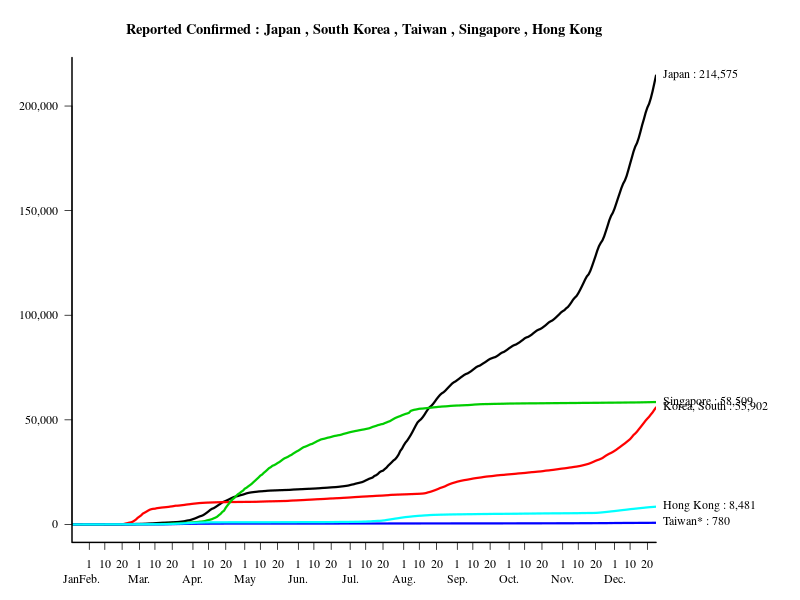 Reported Confirmed : Japan , South Korea , Taiwan , Singapore , Hong Kong
Japan : 214,575
200,000
150,000
100,000
Singapore : 58,509
Korea, South : 55,902
50,000
Hong Kong : 8,481
Taiwan* : 780
0
1 10 20 1 10 20 1 10 20 1 10 20 1 10 20 1 10 20 1 10 20 1 10 20 1 10 20 1 10 20 1 10 20
Jan Feb. Mar. Apr. May Jun. Jul. Aug. Sep. Oct. Nov. Dec.